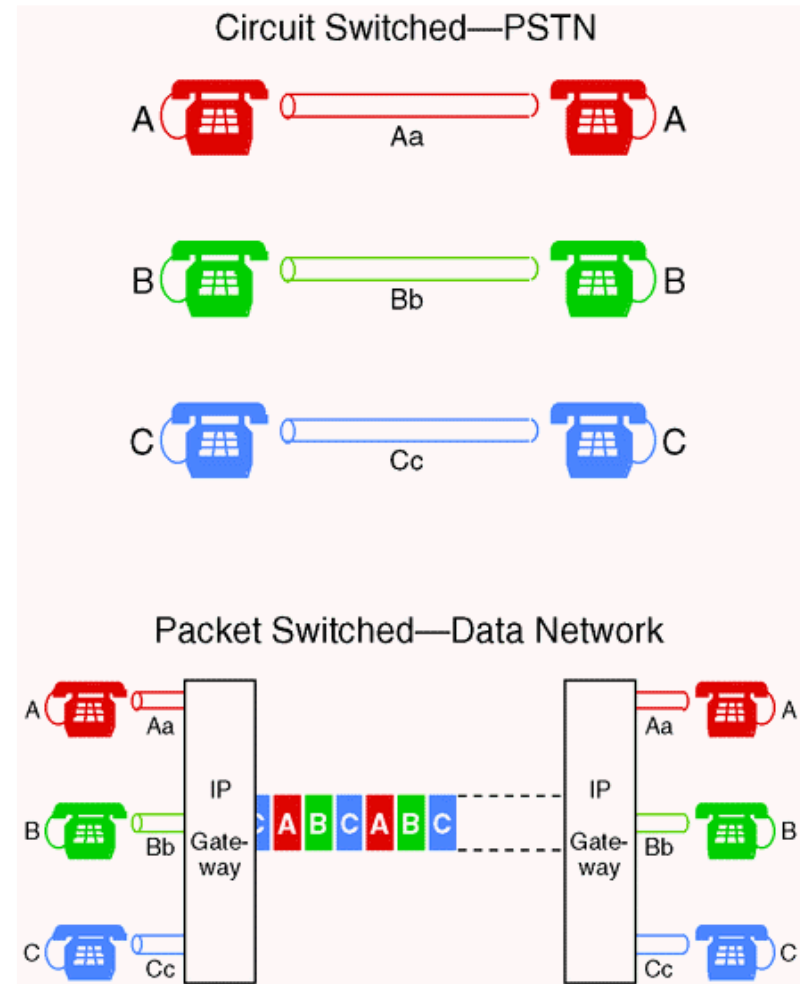 Circuit Switched—PSTN
A Aa A
B Bb B
C Cc C
Packet Switched—Data Network
A Aa Aa A
IP IP
C A B C A B C
B Bb Gate- Gate- Bb B
way way
C Cc Cc C